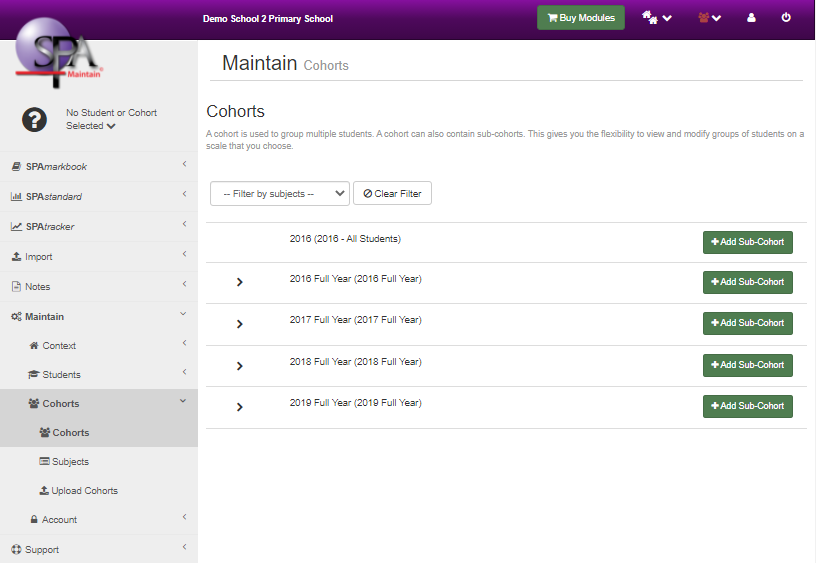 Demo School 2 Primary School
Buy Modules
SPA
Maintain
Maintain Cohorts
No Student or Cohort
Selected
SPAmarkbook
SPAstandard
SPAtracker
Import
Notes
Maintain
Context
Students
Cohorts
Cohorts
Subjects
Upload Cohorts
Account
Support
Cohorts
A cohort is used to group multiple students. A cohort can also contain sub-cohorts. This gives you the flexibility to view and modify groups of students on a
scale that you choose.
-- Filter by subjects --
Clear Filter
2016 (2016 - All Students)
Add Sub-Cohort
2016 Full Year (2016 Full Year)
Add Sub-Cohort
2017 Full Year (2017 Full Year)
Add Sub-Cohort
2018 Full Year (2018 Full Year)
Add Sub-Cohort
2019 Full Year (2019 Full Year)
Add Sub-Cohort